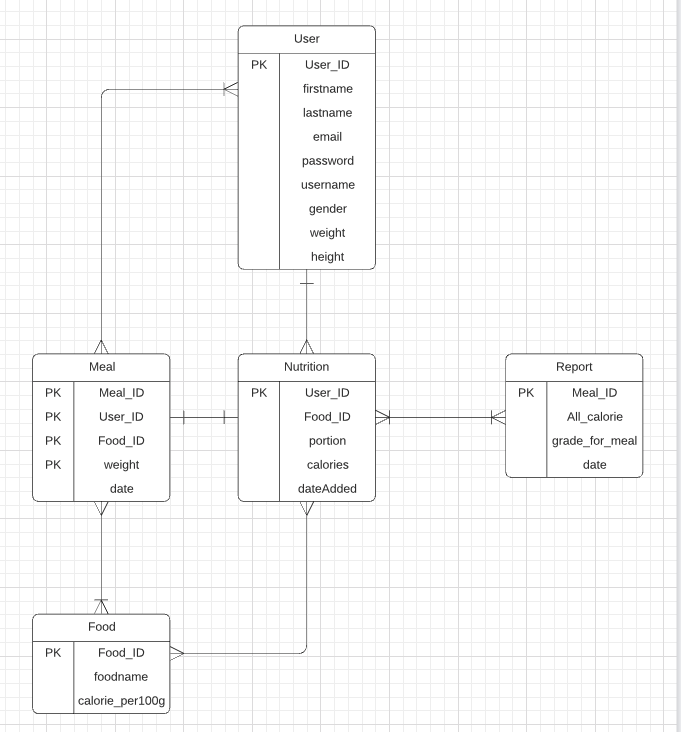 User
PK User_ID
firstname
lastname
email
password
username
gender
weight
height
Meal
PK Meal_ID
PK User_ID
PK Food_ID
PK weight
date
Nutrition
PK User_ID
Food_ID
portion
calories
dateAdded
Report
PK Meal_ID
All_calorie
grade_for_meal
date
Food
PK Food_ID
foodname
calorie_per100g